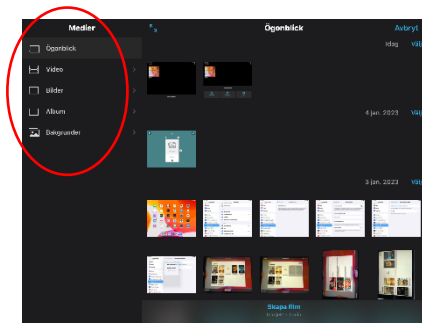 Medier
Ögonblick
Avbryt
Ögonblick
Video
Bilder
Album
Bakgrunder
Idag
Välj
4 jan. 2023
Välj
3 jan. 2023
Välj
Skapa film